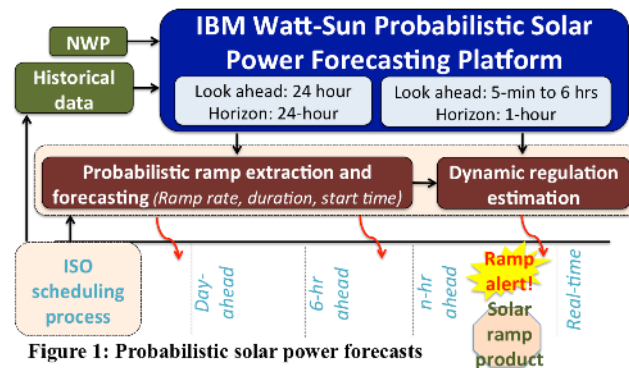 NWP
Historical
data
IBM Watt-Sun Probabilistic Solar
Power Forecasting Platform
Look ahead: 24 hour
Horizon: 24-hour
Look ahead: 5-min to 6 hrs
Horizon: 1-hour
Probabilistic ramp extraction and
forecasting (Ramp rate, duration, start time)
Dynamic regulation
estimation
ISO
scheduling
process
Day-
ahead
6-hr
ahead
n-hr
ahead
Ramp
alert!
Solar
ramp
product
Real-time
Figure 1: Probabilistic solar power forecasts